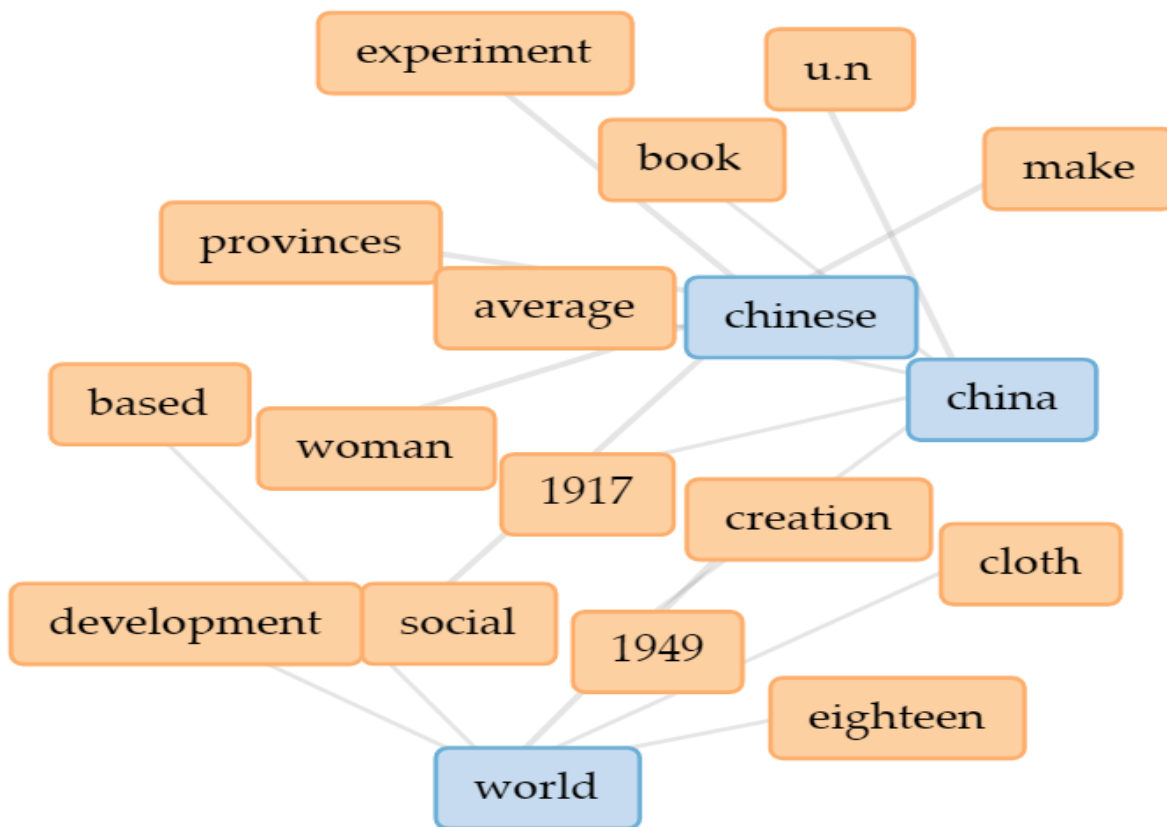 experiment
u.n
book
make
provinces
average
chinese
based
china
woman
1917
creation
cloth
development
social
1949
eighteen
world